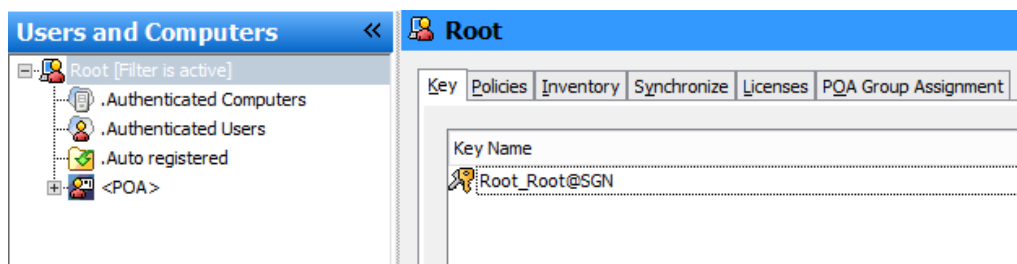 Users and Computers «
Root [Filter is active]
.Authenticated Computers
.Authenticated Users
.Auto registered
<POA>
Root
Key Policies Inventory Synchronize Licenses POA Group Assignment
Key Name
Root_Root@SGN